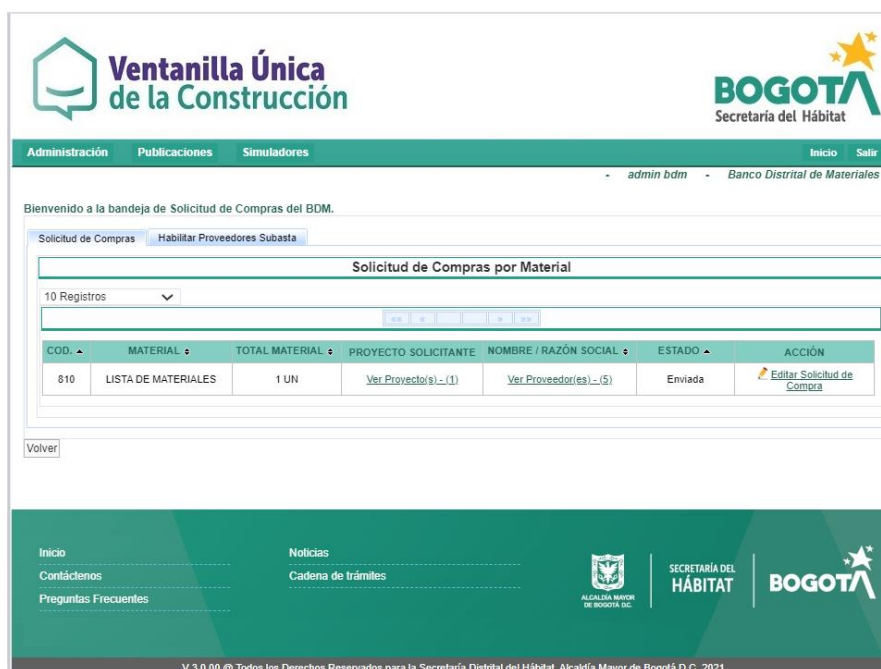 Ventanilla Única
de la Construcción
BOGOTÁ
Secretaría del Hábitat
Administración Publicaciones Simuladores Inicio Salir
- admin bdm - Banco Distrital de Materiales
Bienvenido a la bandeja de Solicitud de Compras del BDM.
Solicitud de Compras Habilitar Proveedores Subasta
Solicitud de Compras por Material
10 Registros
«« « » »»
COD. MATERIAL TOTAL MATERIAL PROYECTO SOLICITANTE NOMBRE / RAZÓN SOCIAL ESTADO ACCIÓN
810 LISTA DE MATERIALES 1 UN Ver Proyecto(s) - (1) Ver Proveedor(es) - (5) Enviada Editar Solicitud de
Compra
Volver
Inicio Noticias
Contáctenos Cadena de trámites
Preguntas Frecuentes
ALCALDÍA MAYOR
DE BOGOTÁ D.C.
SECRETARÍA DEL
HÁBITAT
BOGOTÁ
V 3.0.00 @ Todos los Derechos Reservados para la Secretaría Distrital del Hábitat, Alcaldía Mayor de Bogotá D.C. 2021